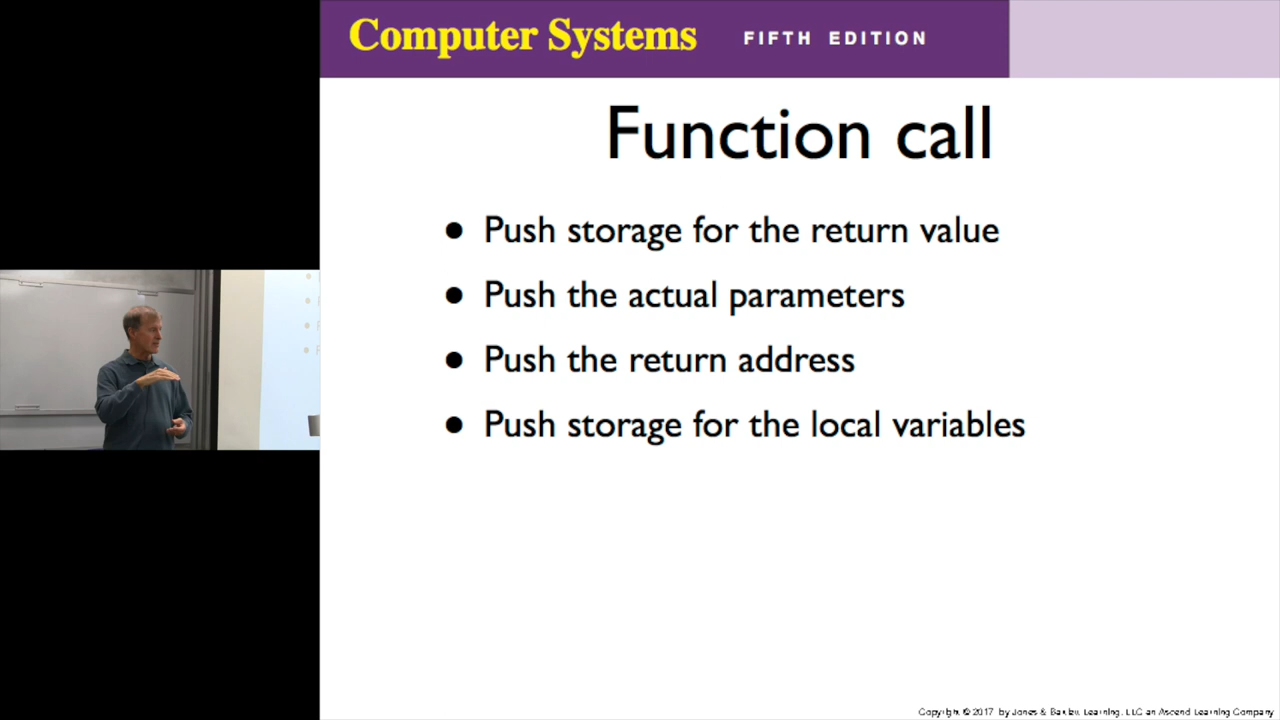 Computer Systems FIFTH EDITION
Function call
• Push storage for the return value
• Push the actual parameters
• Push the return address
• Push storage for the local variables
Copyright © 2017 by Jones & Bartlett Learning, LLC an Ascend Learning Company